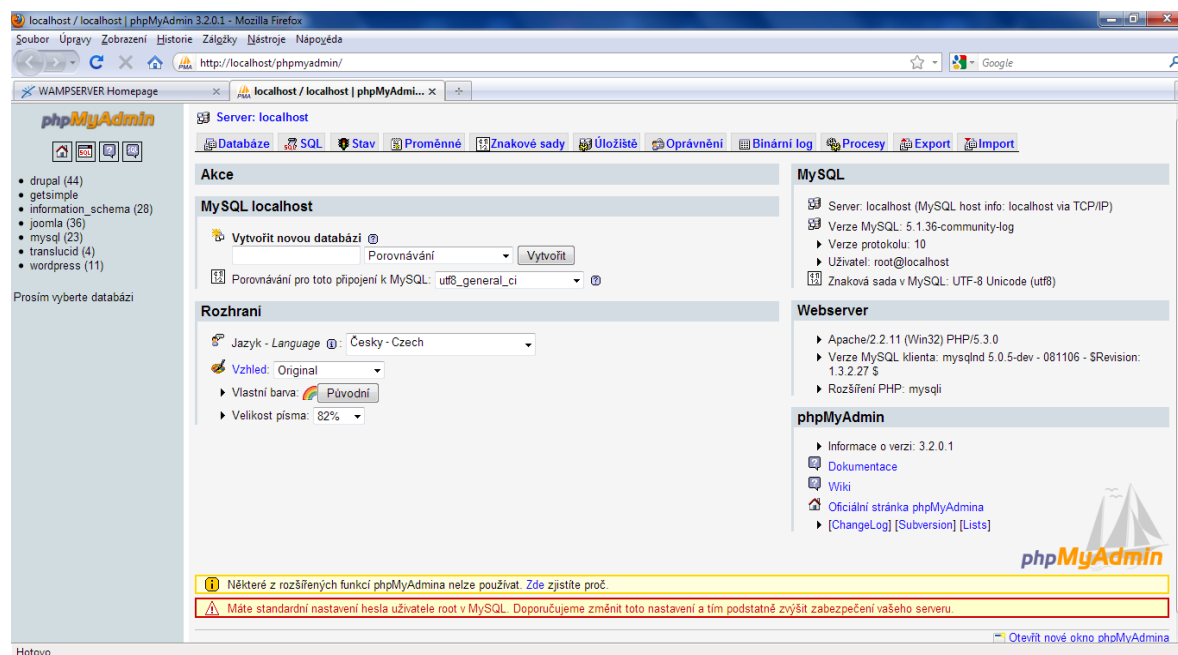 localhost / localhost | phpMyAdmin 3.2.0.1 - Mozilla Firefox
Soubor Úpravy Zobrazení Historie Záložky Nástroje Nápověda
http://localhost/phpmyadmin/
Google
WAMPSERVER Homepage
localhost / localhost | phpMyAdmi...
phpMyAdmin
SQL
drupal (44)
getsimple
information_schema (28)
joomla (36)
mysql (23)
translucid (4)
wordpress (11)
Prosím vyberte databázi
Server: localhost
Databáze SQL Stav Proměnné Znakové sady Úložiště Oprávnění Binární log Procesy Export Import
Akce
MySQL localhost
Vytvořit novou databázi
Porovnávání Vytvořit
Porovnávání pro toto připojení k MySQL: utf8_general_ci
Rozhraní
Jazyk - Language : Česky - Czech
Vzhled: Original
Vlastní barva: Původní
Velikost písma: 82%
MySQL
Server: localhost (MySQL host info: localhost via TCP/IP)
Verze MySQL: 5.1.36-community-log
Verze protokolu: 10
Uživatel: root@localhost
Znaková sada v MySQL: UTF-8 Unicode (utf8)
Webserver
Apache/2.2.11 (Win32) PHP/5.3.0
Verze MySQL klienta: mysqlnd 5.0.5-dev - 081106 - $Revision:
1.3.2.27 $
Rozšíření PHP: mysqli
phpMyAdmin
Informace o verzi: 3.2.0.1
Dokumentace
Wiki
Oficiální stránka phpMyAdmina
[ChangeLog] [Subversion] [Lists]
phpMyAdmin
Některé z rozšířených funkcí phpMyAdmina nelze používat. Zde zjistíte proč.
Máte standardní nastavení hesla uživatele root v MySQL. Doporučujeme změnit toto nastavení a tím podstatně zvýšit zabezpečení vašeho serveru.
Otevřít nové okno phpMyAdmina
Hotovo